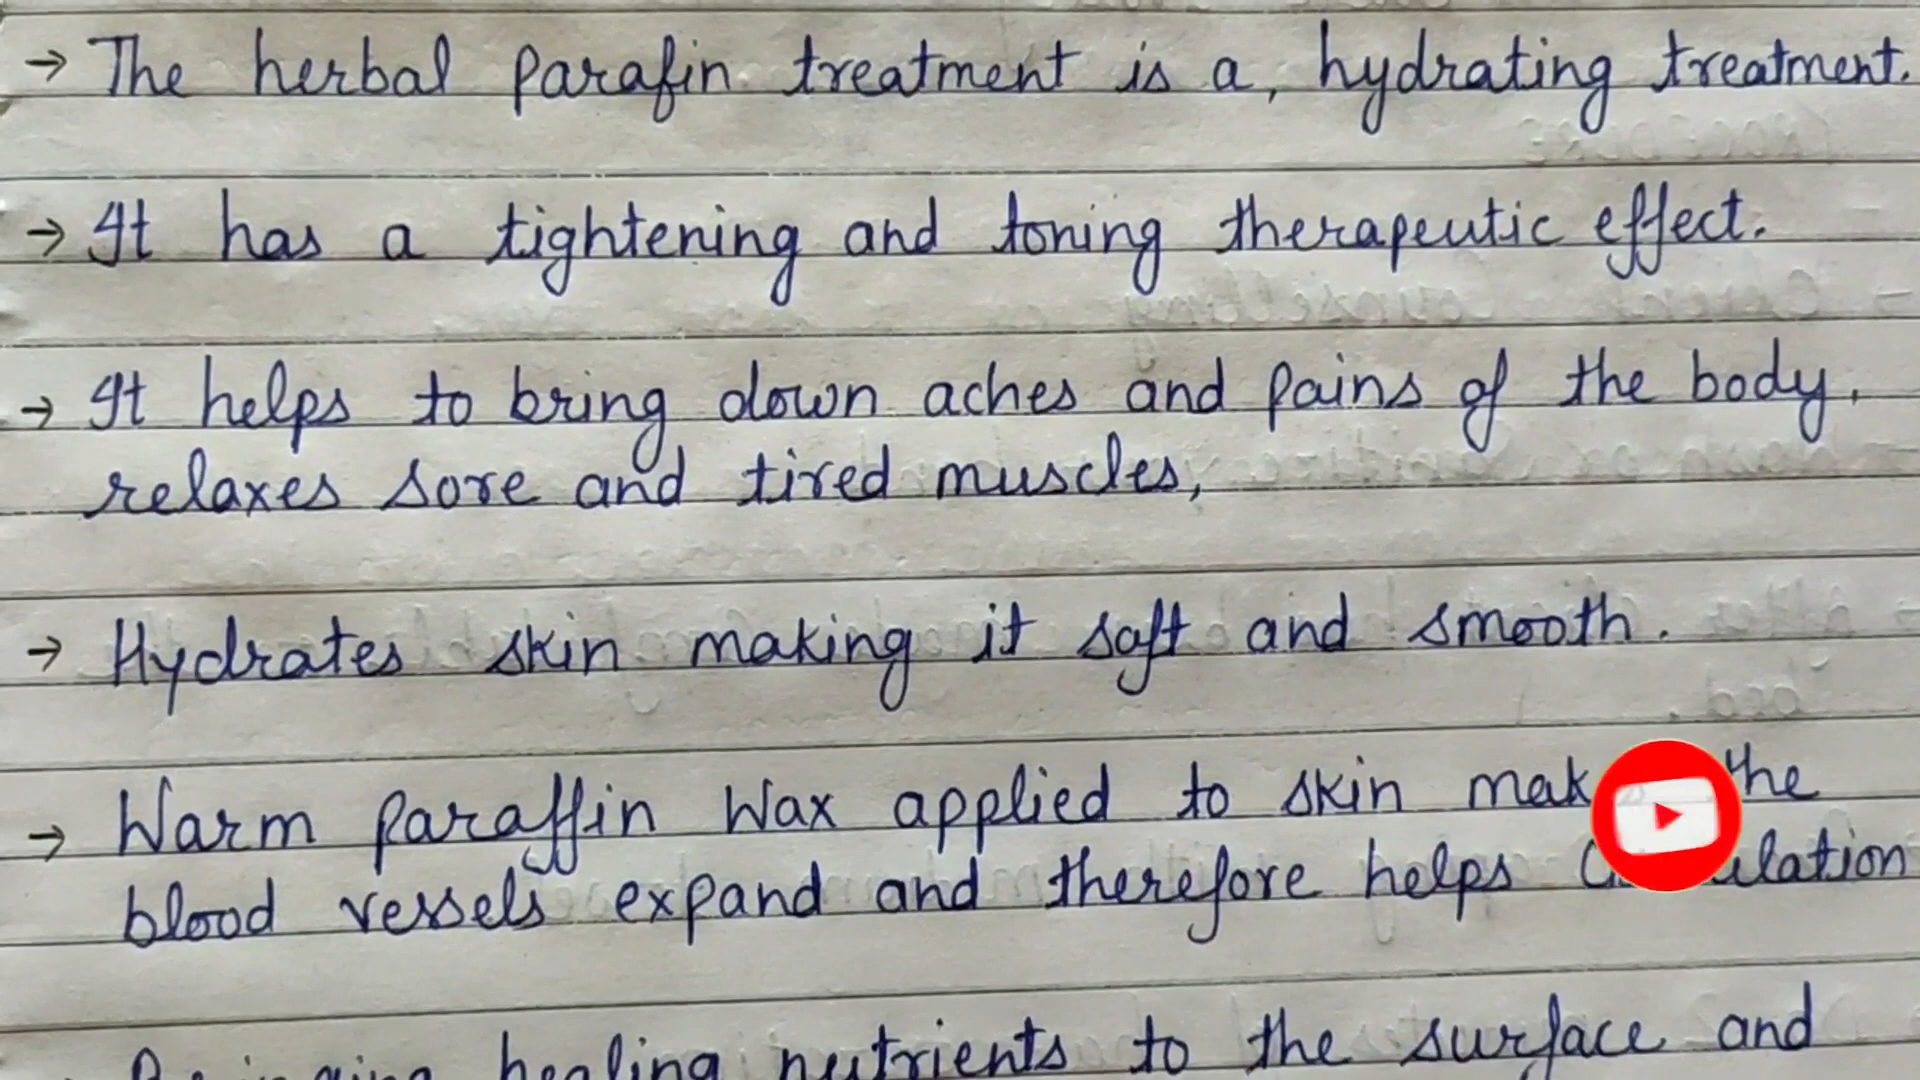 → The herbal parafin treatment is a, hydrating treatment.
→ It has a tightening and toning therapeutic effect.
→ It helps to bring down aches and pains of the body,
relaxes sore and tired muscles,
→ Hydrates skin making it soft and smooth.
→ Warm paraffin wax applied to skin the
blood vessels expand and therefore helps
healing nutrients to the surface and